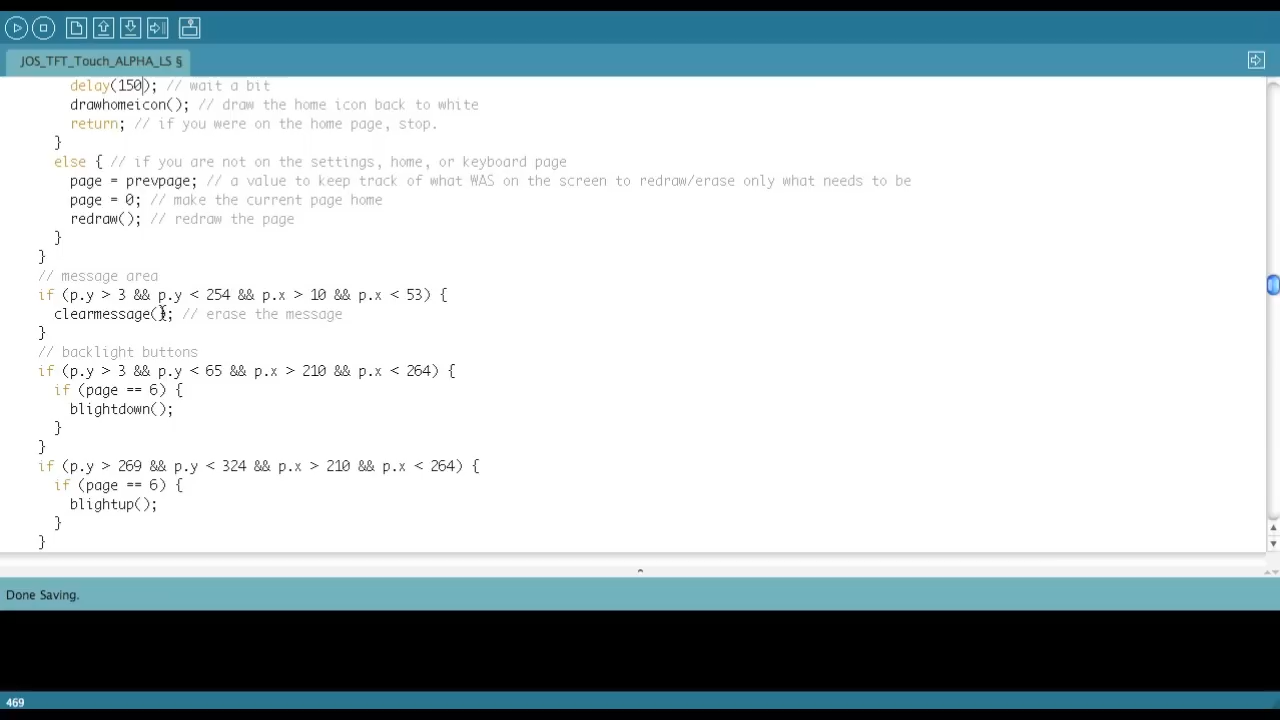 JOS_TFT_Touch_ALPHA_LS §
delay(150); // wait a bit
drawhomeicon(); // draw the home icon back to white
return; // if you were on the home page, stop.
}
else { // if you are not on the settings, home, or keyboard page
page = prevpage; // a value to keep track of what WAS on the screen to redraw/erase only what needs to be
page = 0; // make the current page home
redraw(); // redraw the page
}
}
// message area
if (p.y > 3 && p.y < 254 && p.x > 10 && p.x < 53) {
clearmessage(); // erase the message
}
// backlight buttons
if (p.y > 3 && p.y < 65 && p.x > 210 && p.x < 264) {
if (page == 6) {
blightdown();
}
}
if (p.y > 269 && p.y < 324 && p.x > 210 && p.x < 264) {
if (page == 6) {
blightup();
}
}
Done Saving.
469